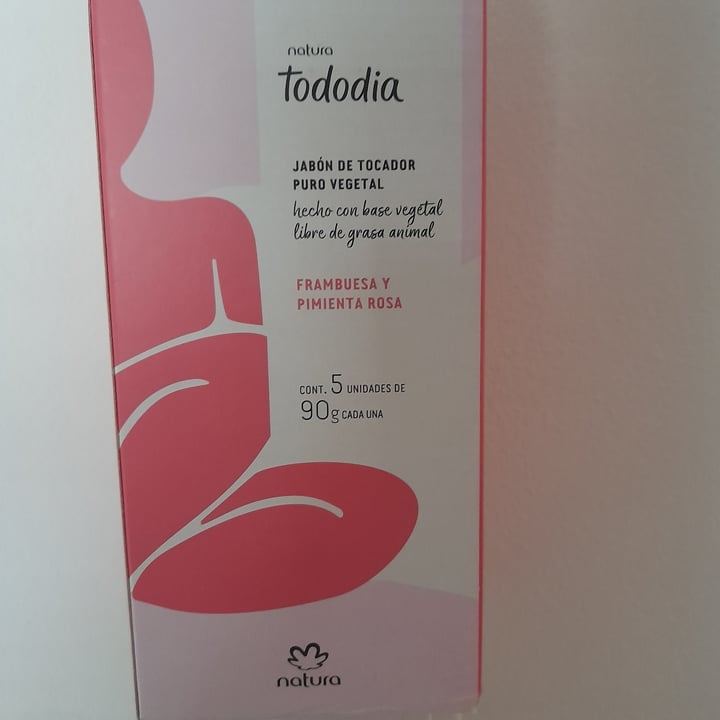 natura
tododia
JABÓN DE TOCADOR
PURO VEGETAL
hecho con base vegetal
libre de grasa animal
FRAMBUESA Y
PIMIENTA ROSA
CONT. 5 UNIDADES DE
90g CADA UNA
natura